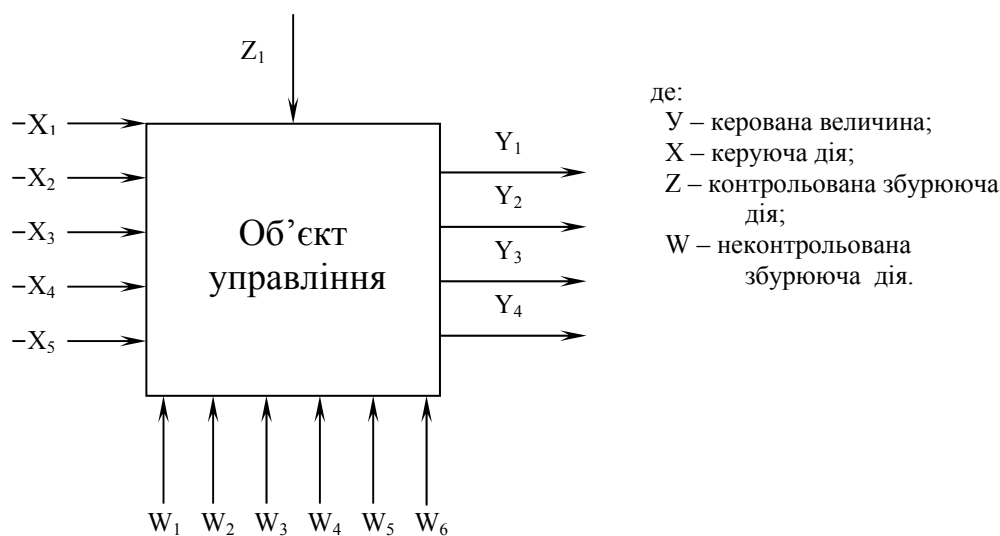 Z₁
–X₁
–X₂
–X₃
–X₄
–X₅
Об’єкт
управління
Y₁
Y₂
Y₃
Y₄
W₁ W₂ W₃ W₄ W₅ W₆
де:
У – керована величина;
Х – керуюча дія;
Z – контрольована збурююча
дія;
W – неконтрольована
збурююча дія.